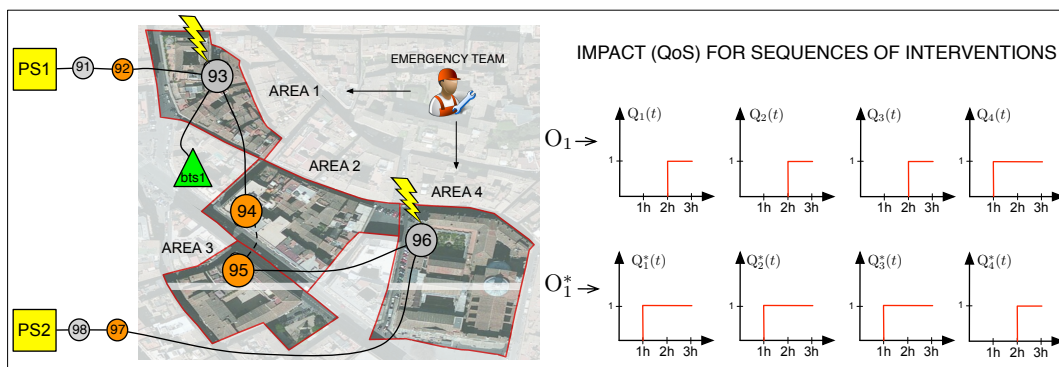 PS1
91
92
93
AREA 1
EMERGENCY TEAM
bts1
AREA 2
94
AREA 4
96
AREA 3
95
PS2
98
97
IMPACT (QoS) FOR SEQUENCES OF INTERVENTIONS
O₁→
Q₁(t)
1
1h 2h 3h
Q₂(t)
1
1h 2h 3h
Q₃(t)
1
1h 2h 3h
Q₄(t)
1
1h 2h 3h
O₁*→
Q₁*(t)
1
1h 2h 3h
Q₂*(t)
1
1h 2h 3h
Q₃*(t)
1
1h 2h 3h
Q₄*(t)
1
1h 2h 3h